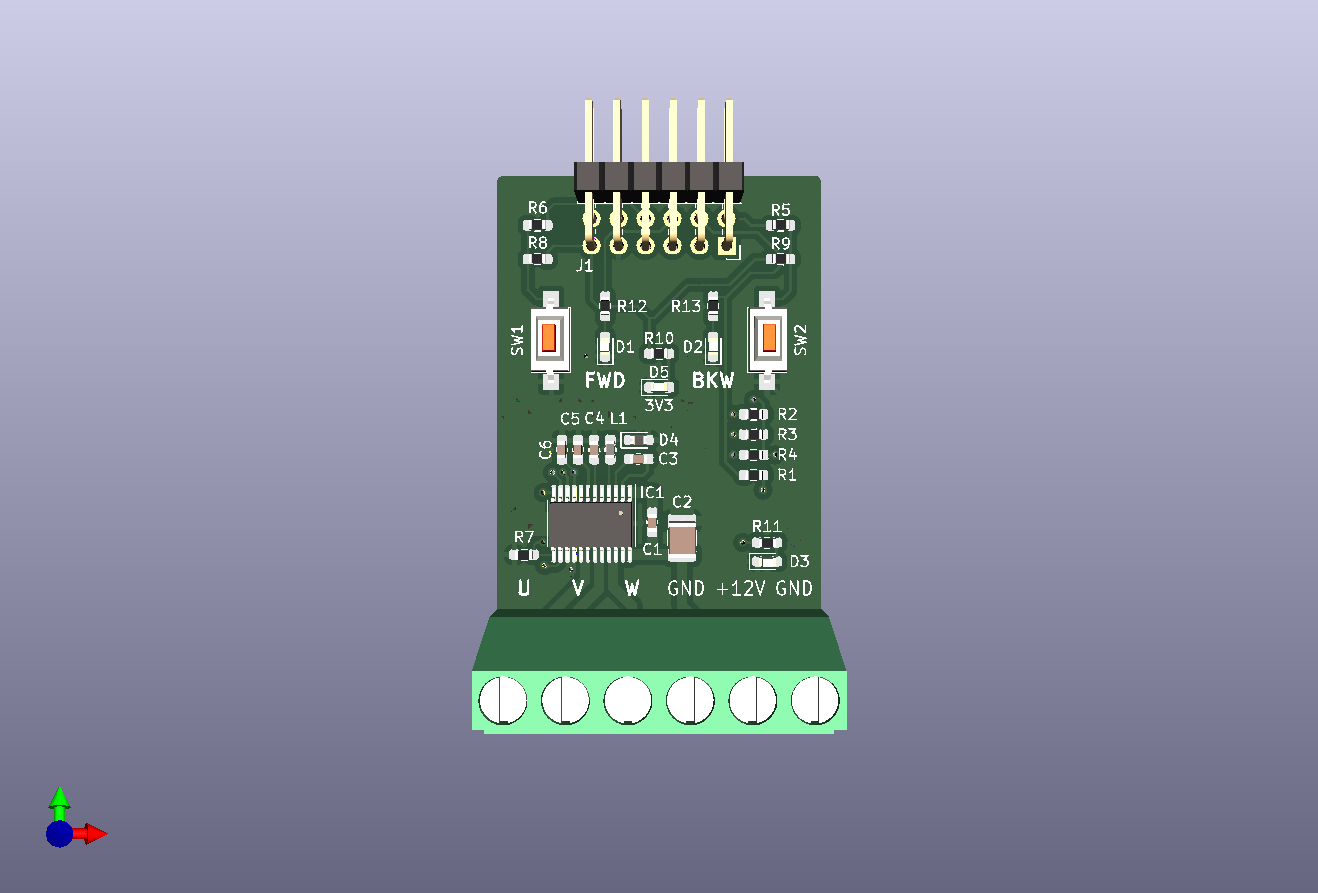 R6
R5
R8
R9
J1
R12
R13
SW1
D1
R10
D2
SW2
D5
FWD
BKW
3V3
R2
C5 C4 L1
R3
C6
D4
C3
R4
R1
IC1
C2
R11
R7
C1
D3
U V W GND +12V GND